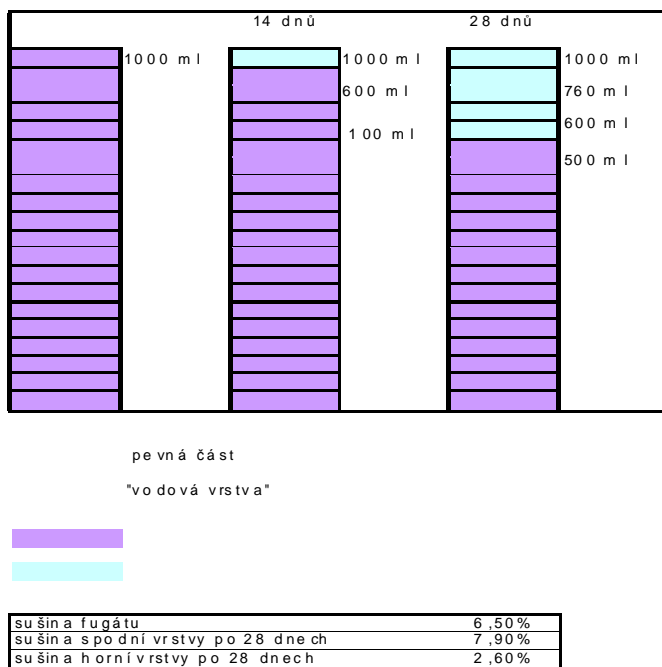 14 dnů 28 dnů
1000 ml 1000 ml 1000 ml
600 ml 760 ml
100 ml 600 ml
500 ml
pevná část
"vodová vrstva"
sušina fugátu 6,50%
sušina spodní vrstvy po 28 dnech 7,90%
sušina horní vrstvy po 28 dnech 2,60%